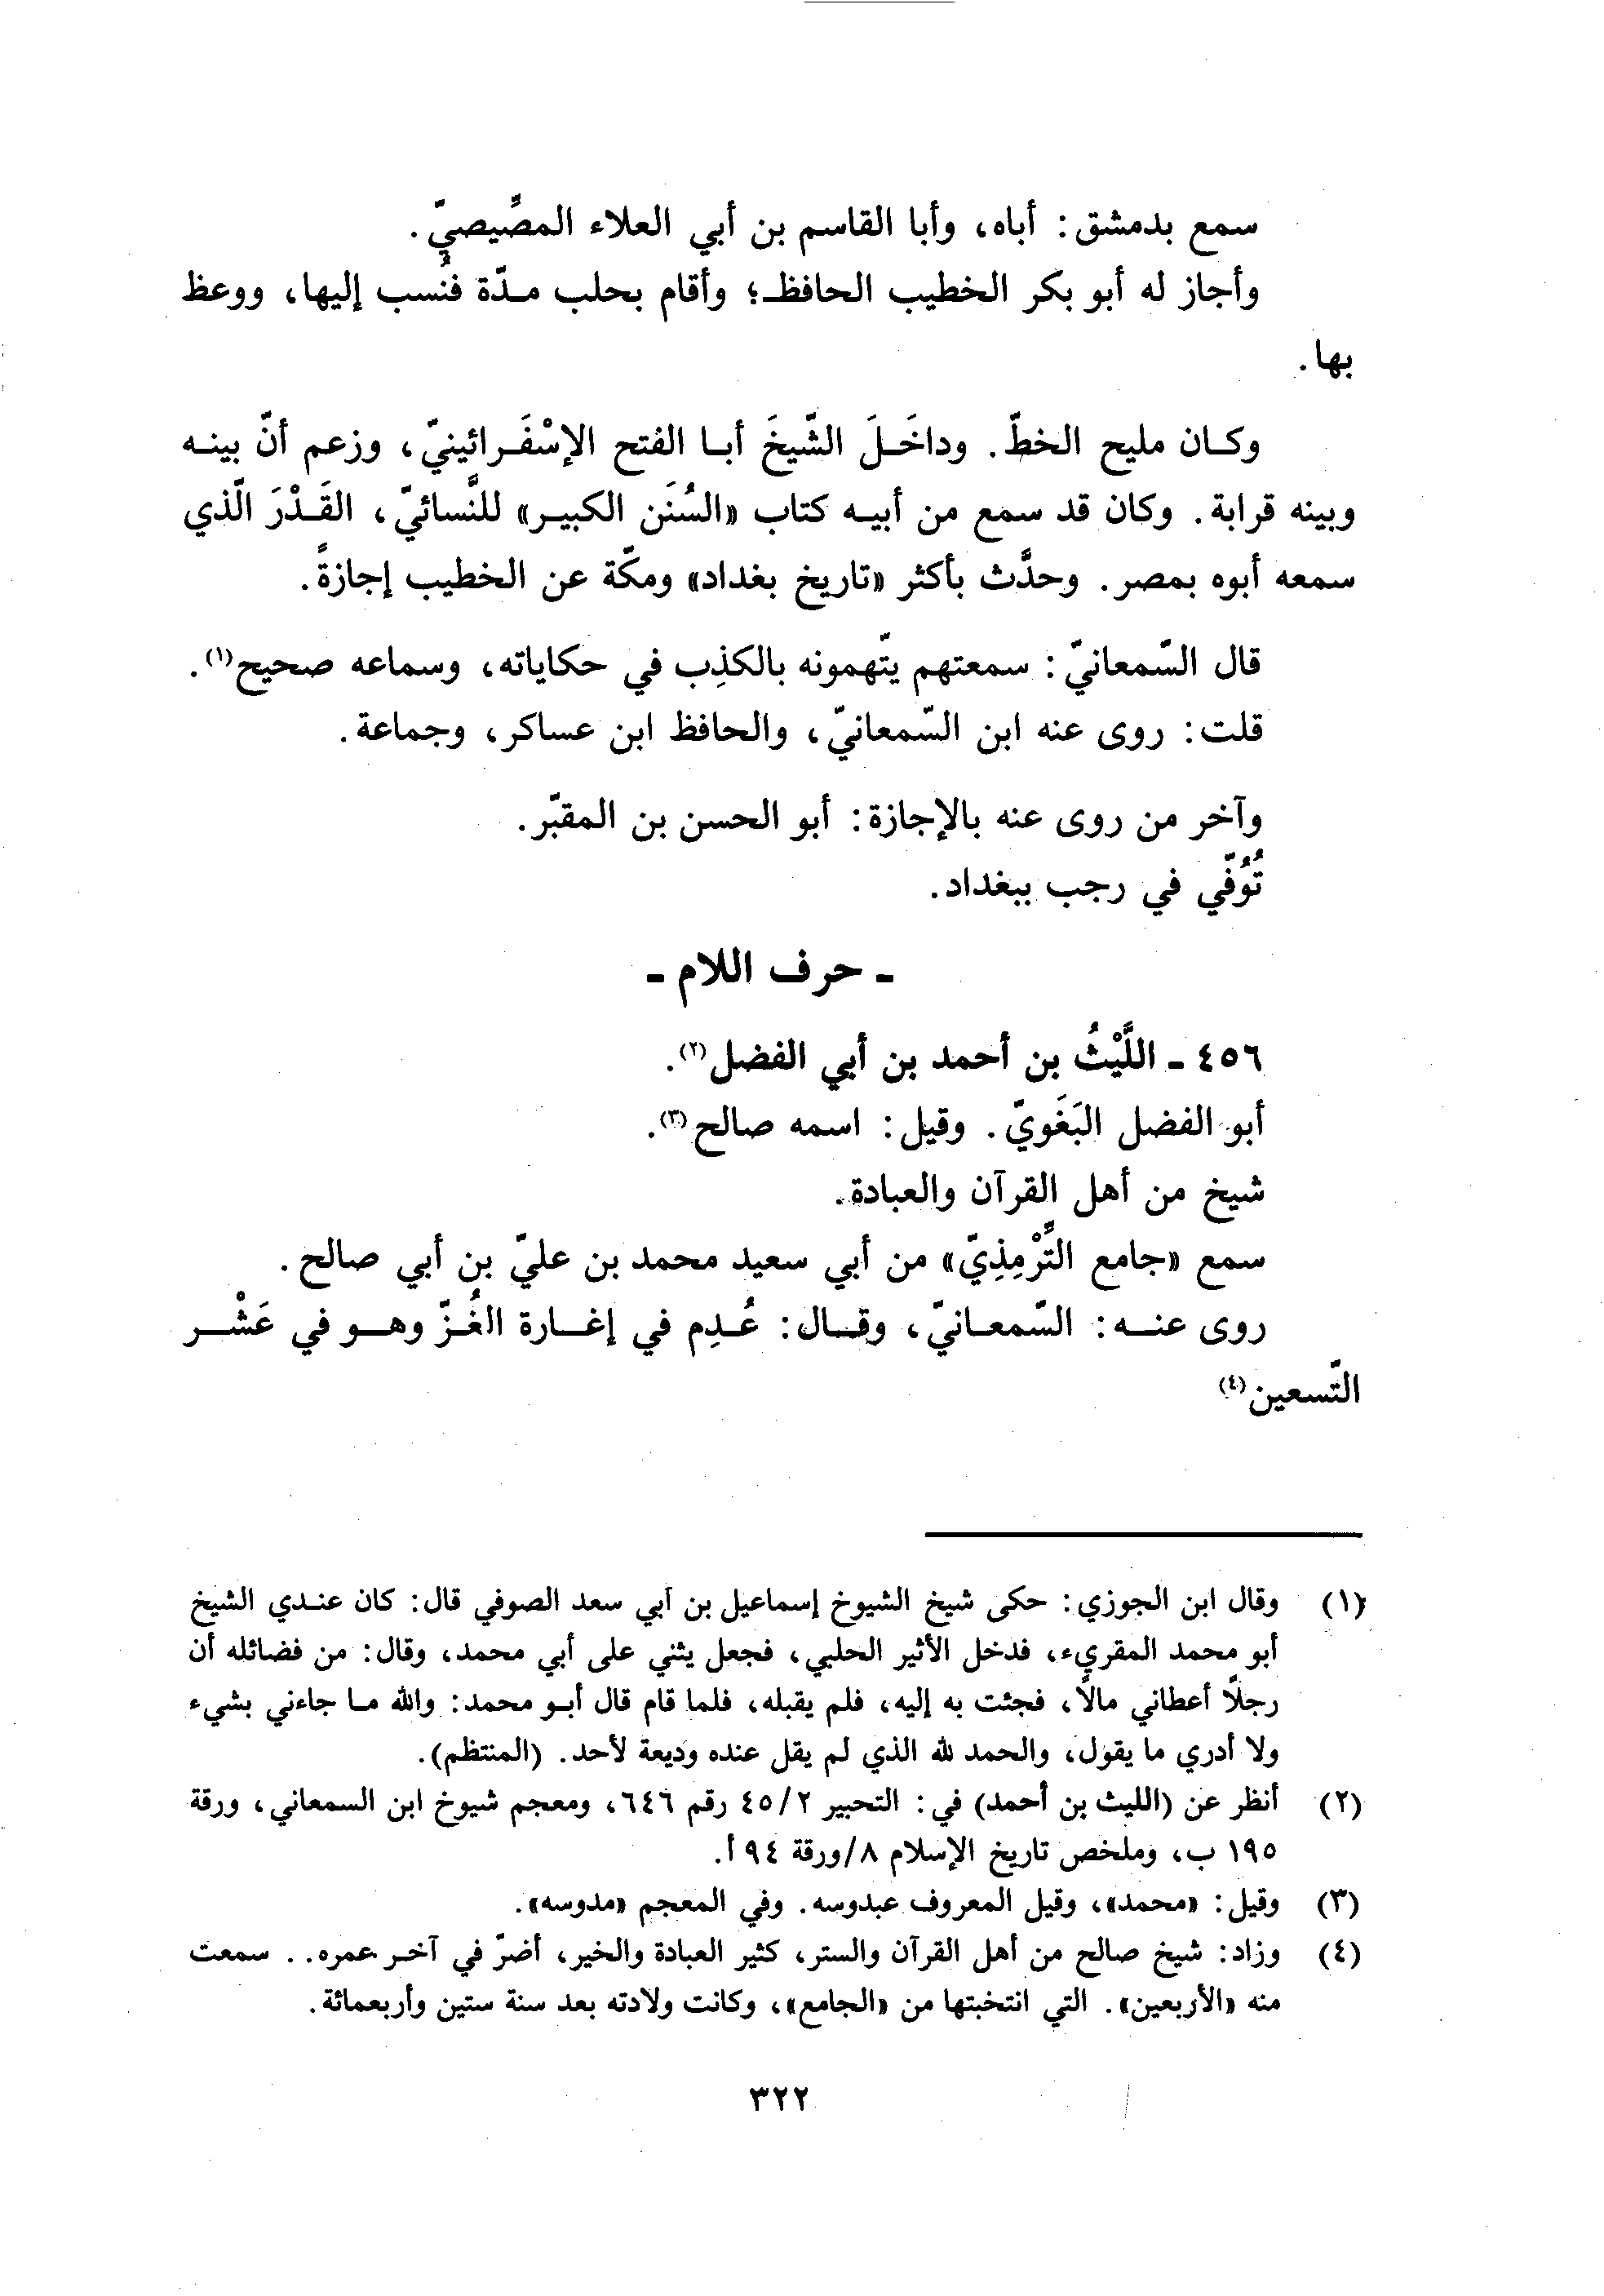 سمع بدمشق: أباه، وأبا القاسم بن أبي العلاء المصِّيصيّ.
وأجاز له أبو بكر الخطيب الحافظ؛ وأقام بحلب مدّة فنُسب إليها، ووعظ
بها.
وكان مليح الخطّ. وداخَلَ الشّيخَ أبا الفتح الإسْفَرائينيّ، وزعم أنّ بينه
وبينه قرابة. وكان قد سمع من أبيه كتاب «السُنَن الكبير» للنَّسائيّ، القَدْرَ الّذي
سمعه أبوه بمصر. وحدَّث بأكثر «تاريخ بغداد» ومكّة عن الخطيب إجازةً.
قال السّمعانيّ: سمعتهم يتّهمونه بالكذِب في حكاياته، وسماعه صحيح(١).
قلت: روى عنه ابن السّمعانيّ، والحافظ ابن عساكر، وجماعة.
وآخر من روى عنه بالإجازة: أبو الحسن بن المقبّر.
تُوُفّي في رجب ببغداد.
ـ حرف اللام ـ
٤٥٦ ـ اللَّيْثُ بن أحمد بن أبي الفضل(٢).
أبو الفضل البَغَويّ. وقيل: اسمه صالح(٣).
شيخ من أهل القرآن والعبادة.
سمع «جامع التِّرْمِذِيّ» من أبي سعيد محمد بن عليّ بن أبي صالح.
روى عنه: السّمعانيّ، وقال: عُدِم في إغارة الغُزّ وهو في عَشْر
التّسعين(٤)
(١) وقال ابن الجوزي: حكى شيخ الشيوخ إسماعيل بن أبي سعد الصوفي قال: كان عندي الشيخ
أبو محمد المقريء، فدخل الأثير الحلبي، فجعل يثني على أبي محمد، وقال: من فضائله أن
رجلًا أعطاني مالًا، فجئت به إليه، فلم يقبله، فلما قام قال أبو محمد: والله ما جاءني بشيء
ولا أدري ما يقول، والحمد لله الذي لم يقل عنده وديعة لأحد. (المنتظم).
(٢) أنظر عن (الليث بن أحمد) في: التحبير ٤٥/٢ رقم ٦٤٦، ومعجم شيوخ ابن السمعاني، ورقة
١٩٥ ب، وملخص تاريخ الإسلام ٨/ورقة ٩٤ أ.
(٣) وقيل: «محمد»، وقيل المعروف عبدوسه. وفي المعجم «مدوسه».
(٤) وزاد: شيخ صالح من أهل القرآن والستر، كثير العبادة والخير، أضرّ في آخر عمره.. سمعت
منه «الأربعين». التي انتخبتها من «الجامع»، وكانت ولادته بعد سنة ستين وأربعمائة.
٣٢٢